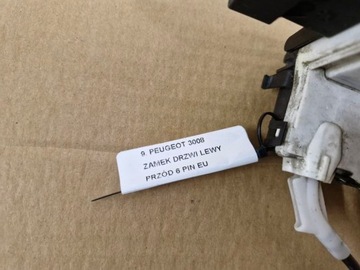 9 PEUGEOT 3008
ZAMEK DRZWI LEWY
PRZÓD 6 PIN EU